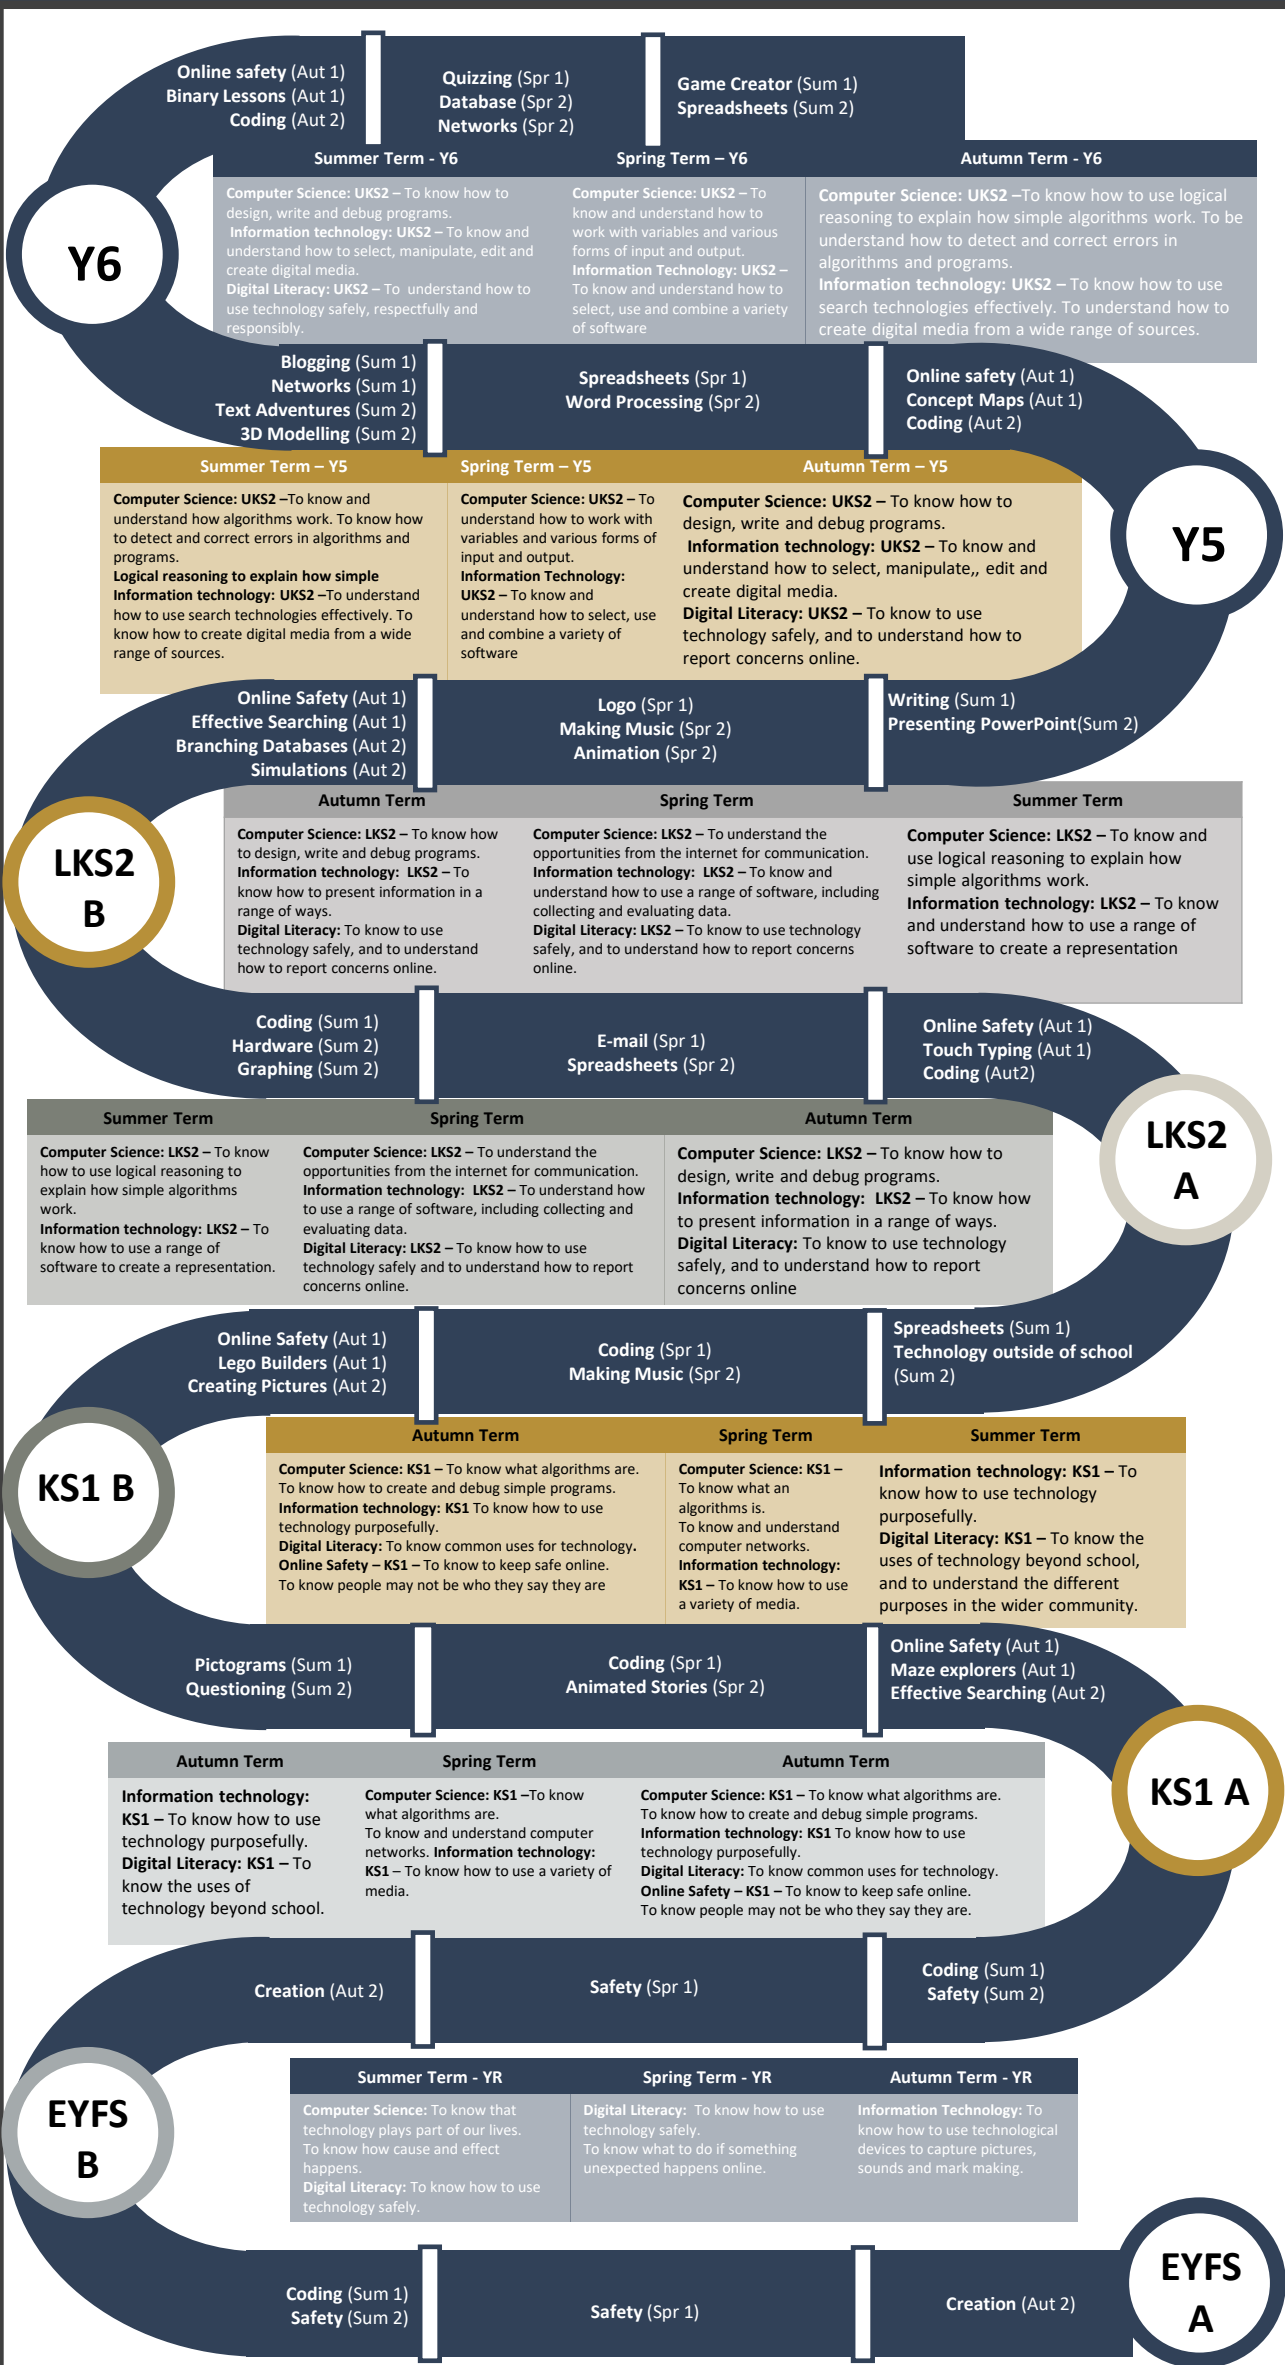 Online safety (Aut 1)
Binary Lessons (Aut 1)
Coding (Aut 2)
Quizzing (Spr 1)
Database (Spr 2)
Networks (Spr 2)
Game Creator (Sum 1)
Spreadsheets (Sum 2)
Y6
Summer Term - Y6
Computer Science: UKS2 – To know how to
design, write and debug programs.
Information technology: UKS2 – To know and
understand how to select, manipulate, edit and
create digital media.
Digital Literacy: UKS2 – To understand how to
use technology safely, respectfully and
responsibly.
Spring Term – Y6
Computer Science: UKS2 – To
know and understand how to
work with variables and various
forms of input and output.
Information Technology: UKS2 –
To know and understand how to
select, use and combine a variety
of software
Autumn Term - Y6
Computer Science: UKS2 –To know how to use logical
reasoning to explain how simple algorithms work. To be
understand how to detect and correct errors in
algorithms and programs.
Information technology: UKS2 – To know how to use
search technologies effectively. To understand how to
create digital media from a wide range of sources.
Blogging (Sum 1)
Networks (Sum 1)
Text Adventures (Sum 2)
3D Modelling (Sum 2)
Spreadsheets (Spr 1)
Word Processing (Spr 2)
Online safety (Aut 1)
Concept Maps (Aut 1)
Coding (Aut 2)
Y5
Summer Term – Y5
Computer Science: UKS2 –To know and
understand how algorithms work. To know how
to detect and correct errors in algorithms and
programs.
Logical reasoning to explain how simple
Information technology: UKS2 –To understand
how to use search technologies effectively. To
know how to create digital media from a wide
range of sources.
Spring Term – Y5
Computer Science: UKS2 – To
understand how to work with
variables and various forms of
input and output.
Information Technology:
UKS2 – To know and
understand how to select, use
and combine a variety of
software
Autumn Term – Y5
Computer Science: UKS2 – To know how to
design, write and debug programs.
Information technology: UKS2 – To know and
understand how to select, manipulate,, edit and
create digital media.
Digital Literacy: UKS2 – To know to use
technology safely, and to understand how to
report concerns online.
Online Safety (Aut 1)
Effective Searching (Aut 1)
Branching Databases (Aut 2)
Simulations (Aut 2)
Logo (Spr 1)
Making Music (Spr 2)
Animation (Spr 2)
Writing (Sum 1)
Presenting PowerPoint(Sum 2)
LKS2
B
Autumn Term
Computer Science: LKS2 – To know how
to design, write and debug programs.
Information technology: LKS2 – To
know how to present information in a
range of ways.
Digital Literacy: To know to use
technology safely, and to understand
how to report concerns online.
Spring Term
Computer Science: LKS2 – To understand the
opportunities from the internet for communication.
Information technology: LKS2 – To know and
understand how to use a range of software, including
collecting and evaluating data.
Digital Literacy: LKS2 – To know to use technology
safely, and to understand how to report concerns
online.
Summer Term
Computer Science: LKS2 – To know and
use logical reasoning to explain how
simple algorithms work.
Information technology: LKS2 – To know
and understand how to use a range of
software to create a representation
Coding (Sum 1)
Hardware (Sum 2)
Graphing (Sum 2)
E-mail (Spr 1)
Spreadsheets (Spr 2)
Online Safety (Aut 1)
Touch Typing (Aut 1)
Coding (Aut2)
LKS2
A
Summer Term
Computer Science: LKS2 – To know
how to use logical reasoning to
explain how simple algorithms
work.
Information technology: LKS2 – To
know how to use a range of
software to create a representation.
Spring Term
Computer Science: LKS2 – To understand the
opportunities from the internet for communication.
Information technology: LKS2 – To understand how
to use a range of software, including collecting and
evaluating data.
Digital Literacy: LKS2 – To know how to use
technology safely and to understand how to report
concerns online.
Autumn Term
Computer Science: LKS2 – To know how to
design, write and debug programs.
Information technology: LKS2 – To know how
to present information in a range of ways.
Digital Literacy: To know to use technology
safely, and to understand how to report
concerns online
Online Safety (Aut 1)
Lego Builders (Aut 1)
Creating Pictures (Aut 2)
Coding (Spr 1)
Making Music (Spr 2)
Spreadsheets (Sum 1)
Technology outside of school
(Sum 2)
KS1 B
Autumn Term
Computer Science: KS1 – To know what algorithms are.
To know how to create and debug simple programs.
Information technology: KS1 To know how to use
technology purposefully.
Digital Literacy: To know common uses for technology.
Online Safety – KS1 – To know to keep safe online.
To know people may not be who they say they are
Spring Term
Computer Science: KS1 –
To know what an
algorithms is.
To know and understand
computer networks.
Information technology:
KS1 – To know how to use
a variety of media.
Summer Term
Information technology: KS1 – To
know how to use technology
purposefully.
Digital Literacy: KS1 – To know the
uses of technology beyond school,
and to understand the different
purposes in the wider community.
Pictograms (Sum 1)
Questioning (Sum 2)
Coding (Spr 1)
Animated Stories (Spr 2)
Online Safety (Aut 1)
Maze explorers (Aut 1)
Effective Searching (Aut 2)
KS1 A
Autumn Term
Information technology:
KS1 – To know how to use
technology purposefully.
Digital Literacy: KS1 – To
know the uses of
technology beyond school.
Spring Term
Computer Science: KS1 –To know
what algorithms are.
To know and understand computer
networks. Information technology:
KS1 – To know how to use a variety of
media.
Autumn Term
Computer Science: KS1 – To know what algorithms are.
To know how to create and debug simple programs.
Information technology: KS1 To know how to use
technology purposefully.
Digital Literacy: To know common uses for technology.
Online Safety – KS1 – To know to keep safe online.
To know people may not be who they say they are.
Creation (Aut 2)
Safety (Spr 1)
Coding (Sum 1)
Safety (Sum 2)
EYFS
B
Summer Term - YR
Computer Science: To know that
technology plays part of our lives.
To know how cause and effect
happens.
Digital Literacy: To know how to use
technology safely.
Spring Term - YR
Digital Literacy: To know how to use
technology safely.
To know what to do if something
unexpected happens online.
Autumn Term - YR
Information Technology: To
know how to use technological
devices to capture pictures,
sounds and mark making.
EYFS
A
Coding (Sum 1)
Safety (Sum 2)
Safety (Spr 1)
Creation (Aut 2)